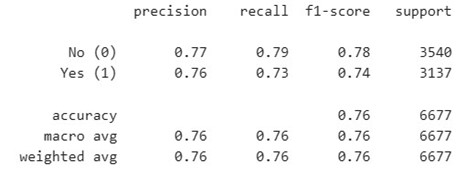 precision recall f1-score support
No (0) 0.77 0.79 0.78 3540
Yes (1) 0.76 0.73 0.74 3137
accuracy 0.76 6677
macro avg 0.76 0.76 0.76 6677
weighted avg 0.76 0.76 0.76 6677